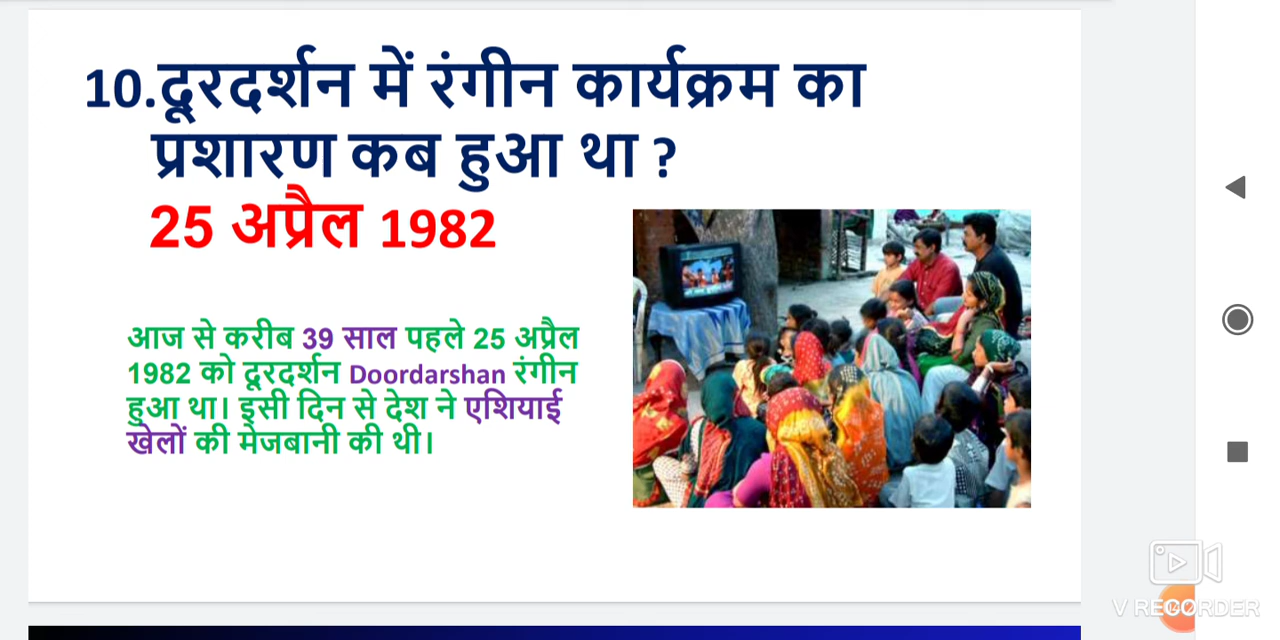 10.दूरदर्शन में रंगीन कार्यक्रम का
प्रशारण कब हुआ था ?
25 अप्रैल 1982
आज से करीब 39 साल पहले 25 अप्रैल
1982 को दूरदर्शन Doordarshan रंगीन
हुआ था। इसी दिन से देश ने एशियाई
खेलों की मेजबानी की थी।
V RECORDER